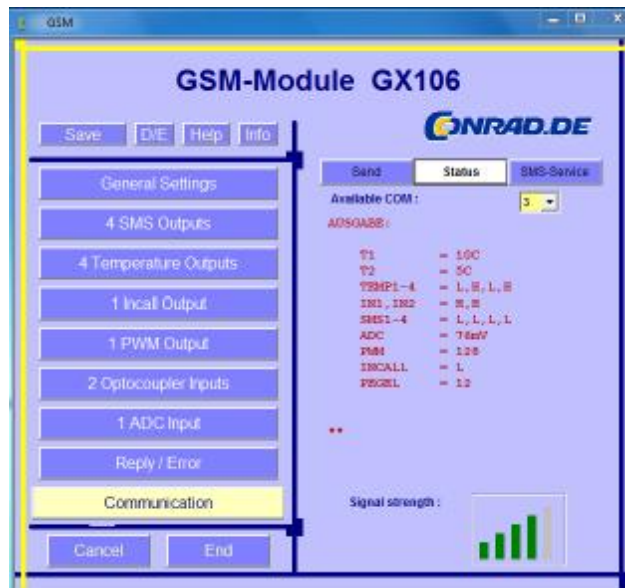 GSM
GSM-Module GX106
CONRAD.DE
Save D/E Help Info
General Settings
4 SMS Outputs
4 Temperature Outputs
1 Incall Output
1 PWM Output
2 Optocoupler Inputs
1 ADC Input
Reply / Error
Communication
Cancel End
Send Status SMS-Service
Available COM : 3
AUSGABE:
T1 = 10C
T2 = 5C
TEMP1-4 = L,H,L,H
IN1,IN2 = H,H
SMS1-4 = L,L,L,L
ADC = 76mV
PWM = 128
INCALL = L
PEGEL = 12
**
Signal strength :